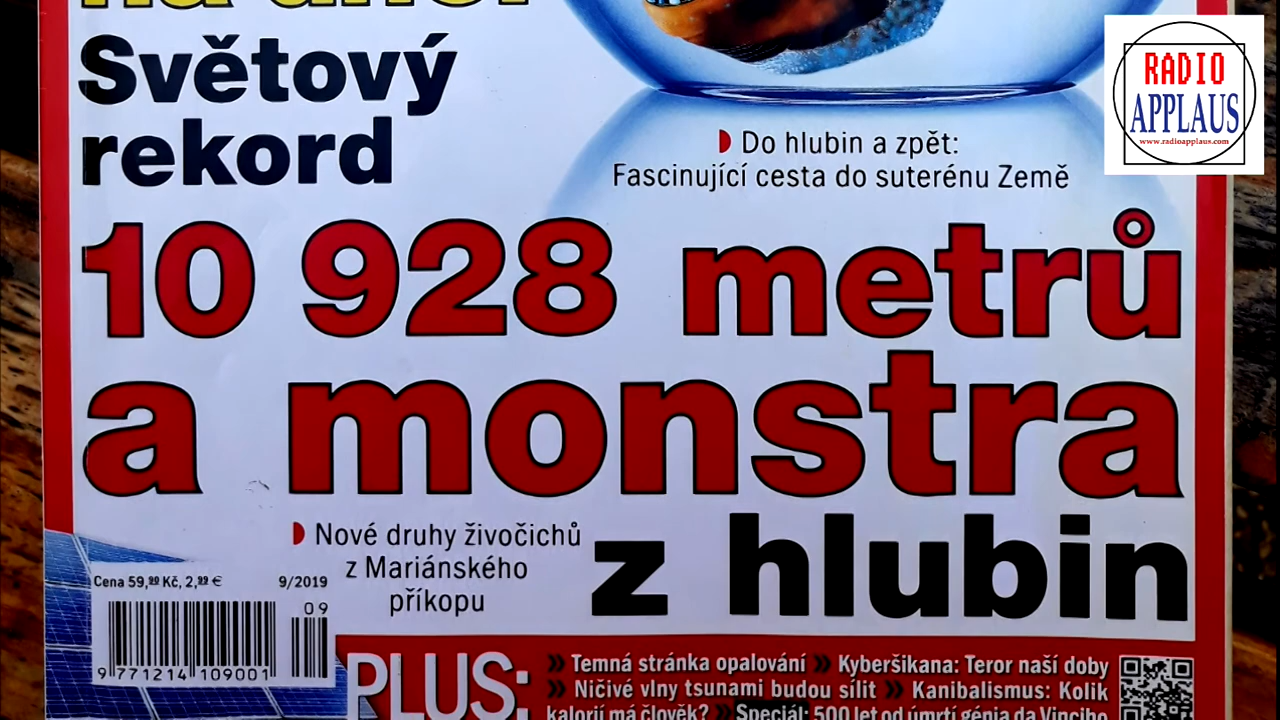 Světový
rekord
RADIO
APPLAUS
www.radioapplaus.com
Do hlubin a zpět:
Fascinující cesta do suterénu Země
10 928 metrů
a monstra
z hlubin
Nové druhy živočichů
z Mariánského
příkopu
Cena 59,90 Kč, 2,99 € 9/2019
09
9 771214 109001
PLUS:
» Temná stránka opalování » Kyberšikana: Teror naší doby
» Ničivé vlny tsunami budou sílit » Kanibalismus: Kolik
kalorií má člověk? » Speciál: 500 let od úmrtí génia da Vinciho